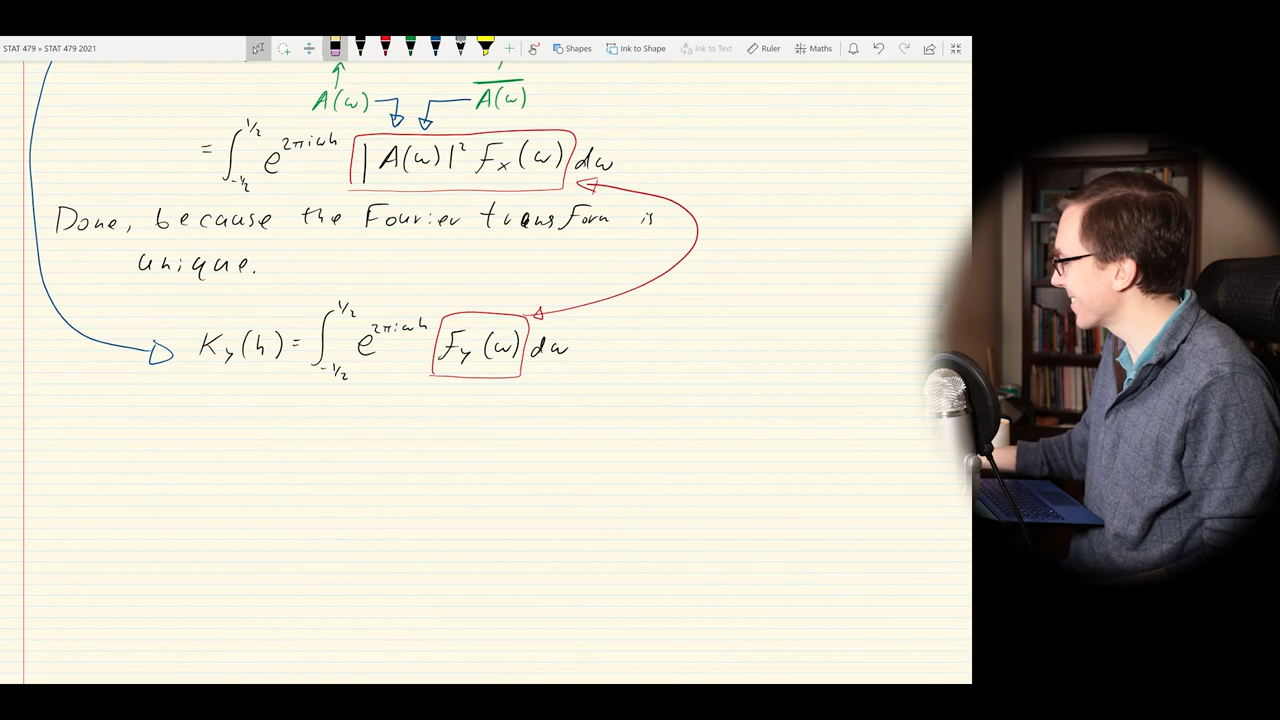 STAT 479 » STAT 479 2021
Shapes Ink to Shape Ink to Text Ruler Maths
A(ω) A(ω)
= ∫_{-1/2}^{1/2} e^{2πiωh} |A(ω)|² f_x(ω) dω
Done, because the Fourier transform is
unique.
K_y(h) = ∫_{-1/2}^{1/2} e^{2πiωh} f_y(ω) dω